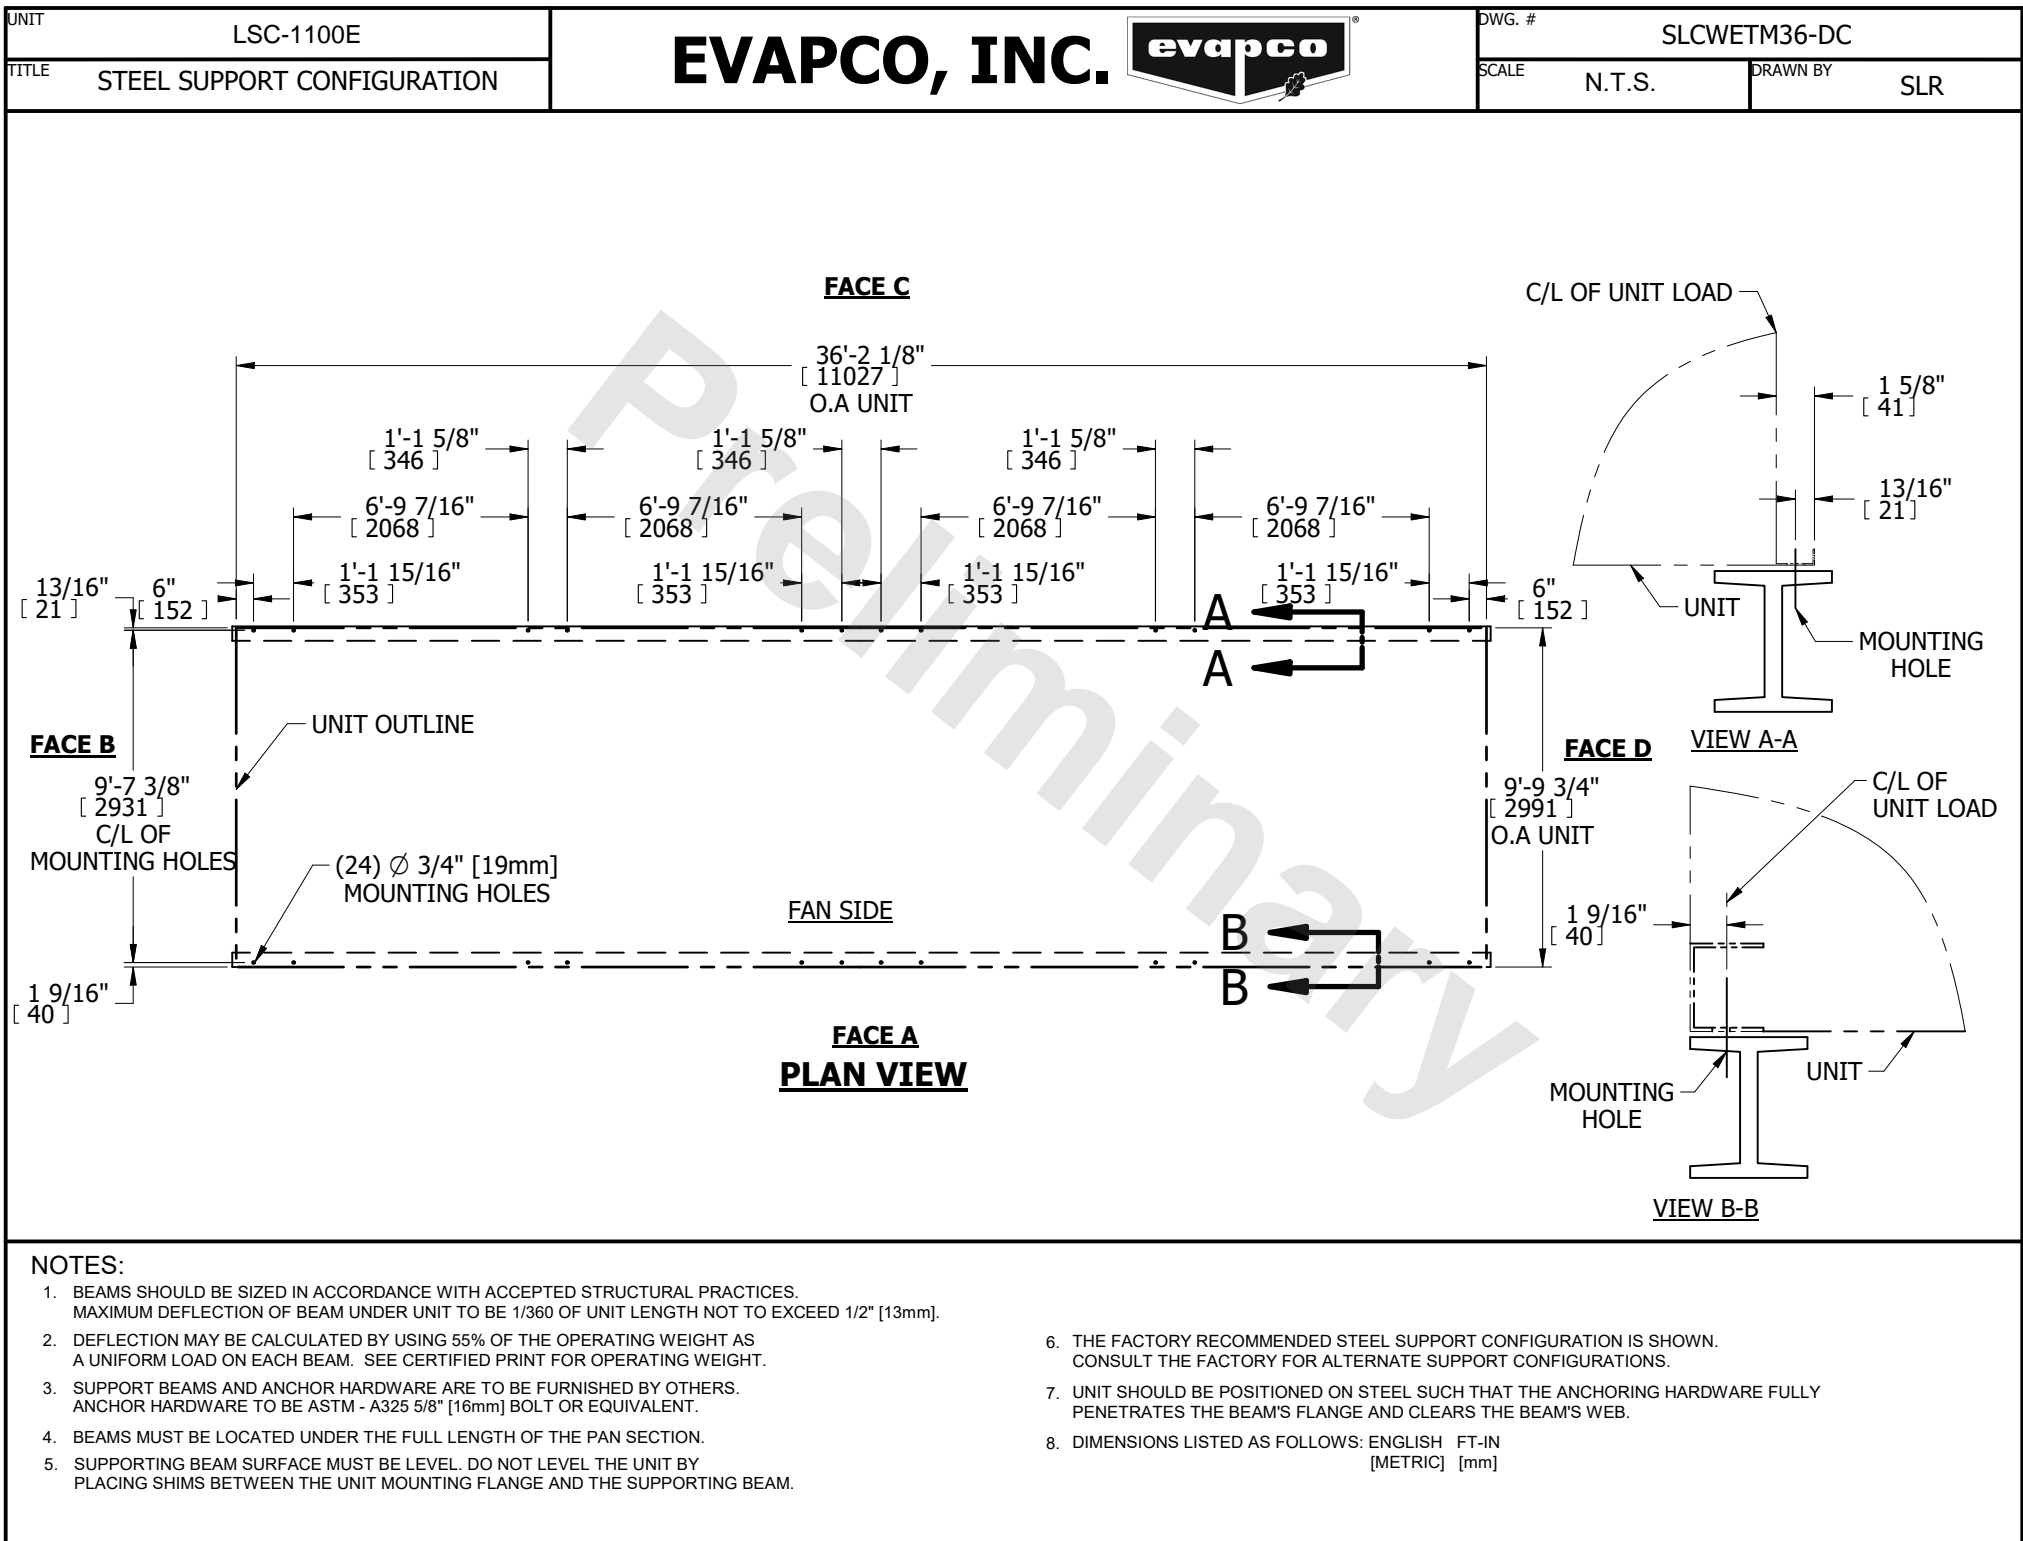 UNIT
LSC-1100E
TITLE
STEEL SUPPORT CONFIGURATION
EVAPCO, INC.
evapco
®
DWG. #
SLCWETM36-DC
SCALE
N.T.S.
DRAWN BY
SLR
FACE C
36'-2 1/8"
[ 11027 ]
O.A UNIT
1'-1 5/8"
[ 346 ]
1'-1 5/8"
[ 346 ]
1'-1 5/8"
[ 346 ]
6'-9 7/16"
[ 2068 ]
6'-9 7/16"
[ 2068 ]
6'-9 7/16"
[ 2068 ]
6'-9 7/16"
[ 2068 ]
13/16"
[ 21 ]
6"
[ 152 ]
1'-1 15/16"
[ 353 ]
1'-1 15/16"
[ 353 ]
1'-1 15/16"
[ 353 ]
1'-1 15/16"
[ 353 ]
6"
[ 152 ]
A
A
UNIT OUTLINE
FACE B
9'-7 3/8"
[ 2931 ]
C/L OF
MOUNTING HOLES
(24) Ø 3/4" [19mm]
MOUNTING HOLES
FAN SIDE
FACE D
9'-9 3/4"
[ 2991 ]
O.A UNIT
B
B
1 9/16"
[ 40 ]
FACE A
PLAN VIEW
Preliminary
C/L OF UNIT LOAD
1 5/8"
[ 41 ]
13/16"
[ 21 ]
UNIT
MOUNTING
HOLE
VIEW A-A
C/L OF
UNIT LOAD
1 9/16"
[ 40 ]
UNIT
MOUNTING
HOLE
VIEW B-B
NOTES:
1. BEAMS SHOULD BE SIZED IN ACCORDANCE WITH ACCEPTED STRUCTURAL PRACTICES.
MAXIMUM DEFLECTION OF BEAM UNDER UNIT TO BE 1/360 OF UNIT LENGTH NOT TO EXCEED 1/2" [13mm].
2. DEFLECTION MAY BE CALCULATED BY USING 55% OF THE OPERATING WEIGHT AS
A UNIFORM LOAD ON EACH BEAM. SEE CERTIFIED PRINT FOR OPERATING WEIGHT.
3. SUPPORT BEAMS AND ANCHOR HARDWARE ARE TO BE FURNISHED BY OTHERS.
ANCHOR HARDWARE TO BE ASTM - A325 5/8" [16mm] BOLT OR EQUIVALENT.
4. BEAMS MUST BE LOCATED UNDER THE FULL LENGTH OF THE PAN SECTION.
5. SUPPORTING BEAM SURFACE MUST BE LEVEL. DO NOT LEVEL THE UNIT BY
PLACING SHIMS BETWEEN THE UNIT MOUNTING FLANGE AND THE SUPPORTING BEAM.
6. THE FACTORY RECOMMENDED STEEL SUPPORT CONFIGURATION IS SHOWN.
CONSULT THE FACTORY FOR ALTERNATE SUPPORT CONFIGURATIONS.
7. UNIT SHOULD BE POSITIONED ON STEEL SUCH THAT THE ANCHORING HARDWARE FULLY
PENETRATES THE BEAM'S FLANGE AND CLEARS THE BEAM'S WEB.
8. DIMENSIONS LISTED AS FOLLOWS: ENGLISH FT-IN
[METRIC] [mm]